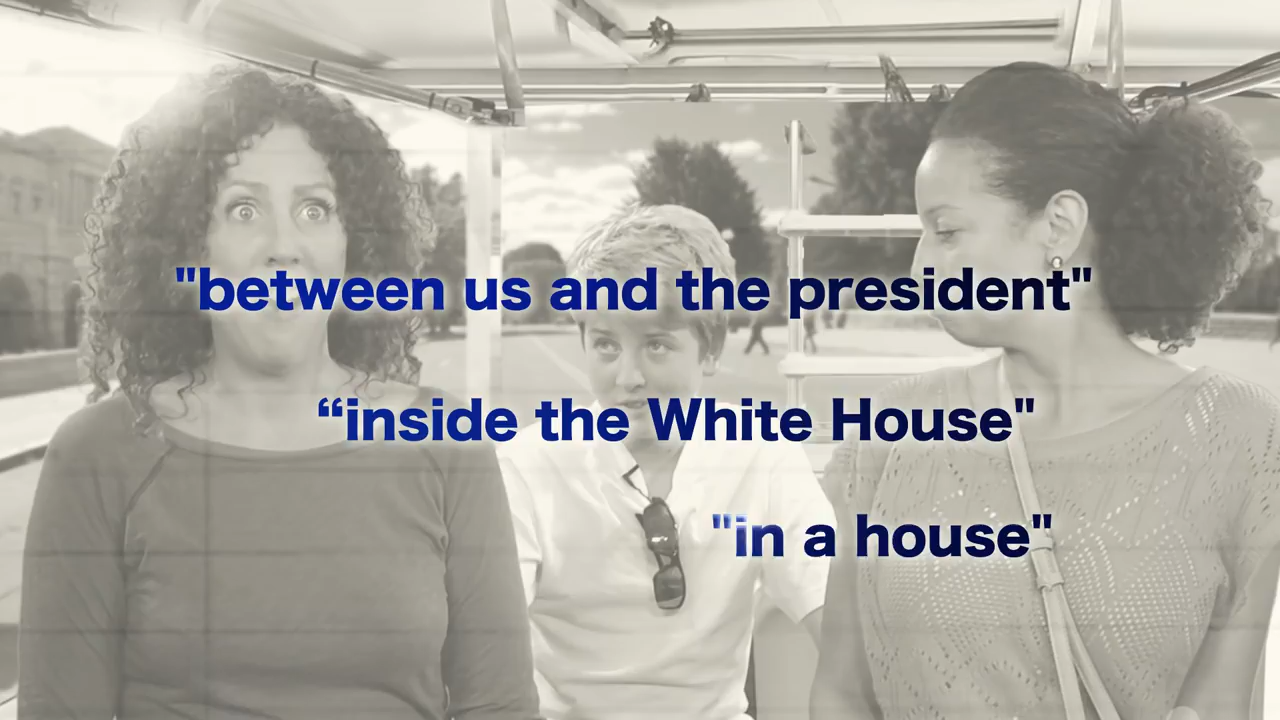 "between us and the president"
“inside the White House"
"in a house"